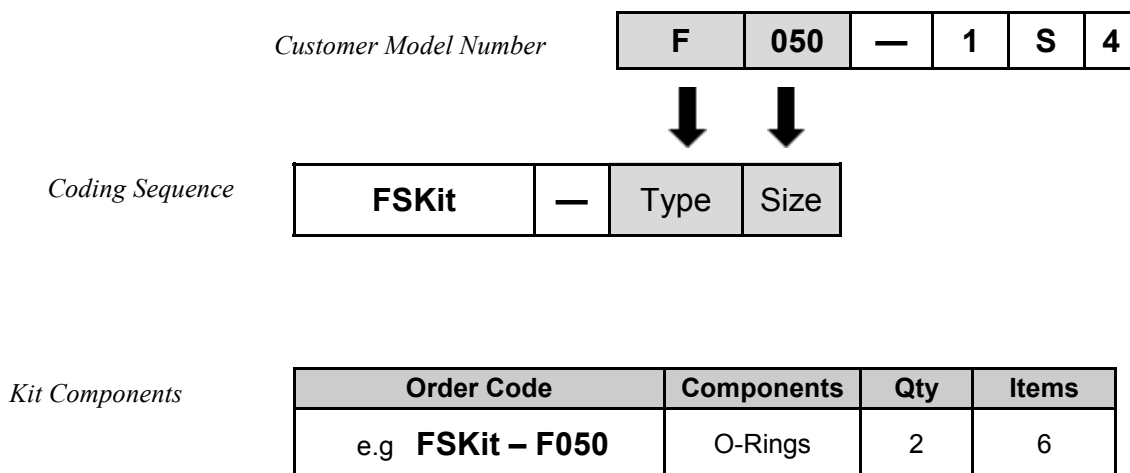 Customer Model Number F 050 — 1 S 4
Coding Sequence FSKit — Type Size
Kit Components Order Code Components Qty Items
e.g FSKit – F050 O-Rings 2 6